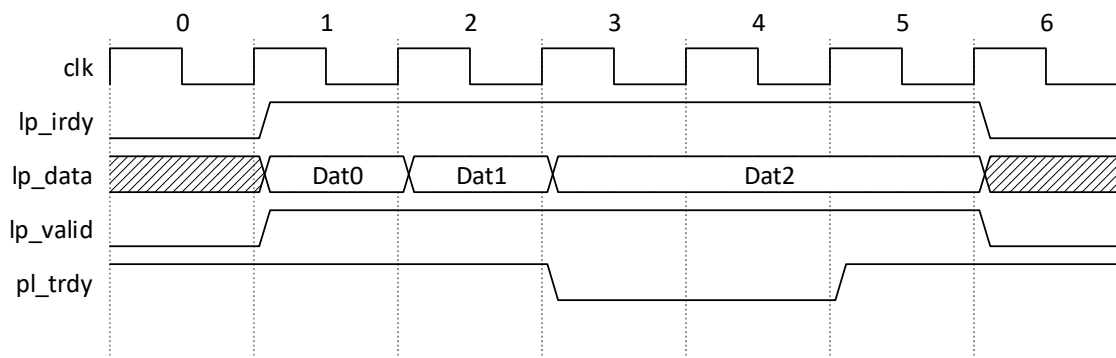 0 1 2 3 4 5 6
clk
lp_irdy
lp_data Dat0 Dat1 Dat2
lp_valid
pl_trdy